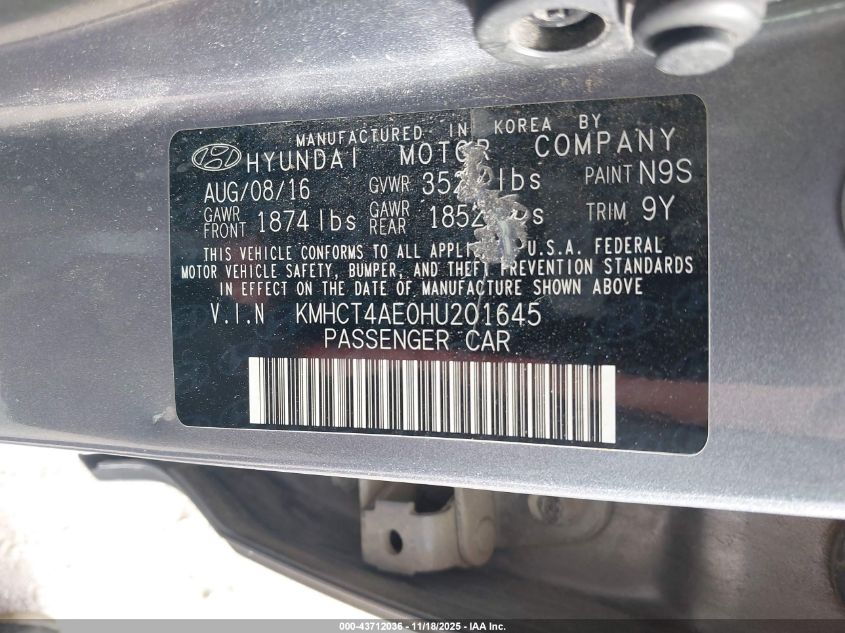 MANUFACTURED IN KOREA BY
HYUNDAI MOTOR COMPANY
AUG/08/16 GVWR lbs PAINT N9S
GAWR FRONT 1874 lbs GAWR REAR TRIM 9Y
THIS VEHICLE CONFORMS TO ALL U.S.A. FEDERAL
MOTOR VEHICLE SAFETY, BUMPER, AND THEFT PREVENTION STANDARDS
IN EFFECT ON THE DATE OF MANUFACTURE SHOWN ABOVE
V.I.N KMHCT4AE0HU201645
PASSENGER CAR
000-43712036 - 11/18/2025 - IAA Inc.